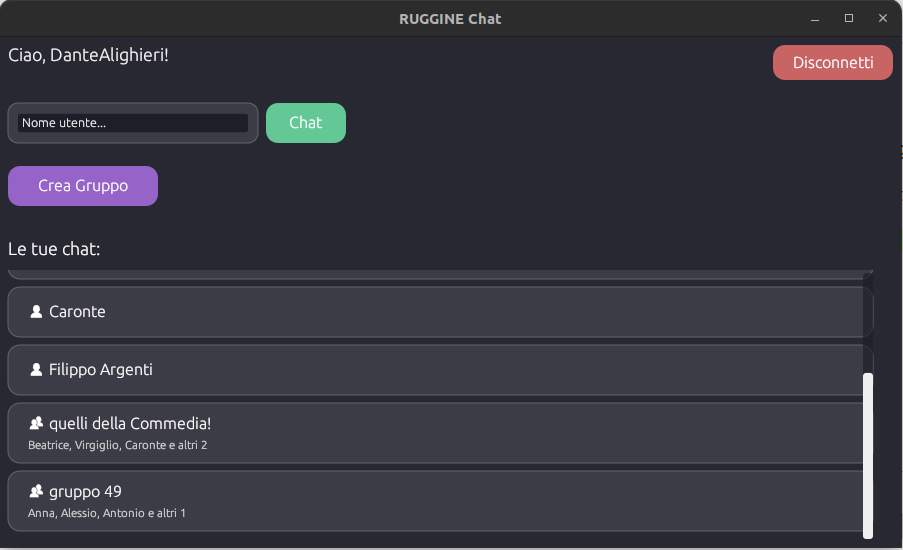 RUGGINE Chat
Ciao, DanteAlighieri!
Disconnetti
Nome utente...
Chat
Crea Gruppo
Le tue chat:
Caronte
Filippo Argenti
quelli della Commedia!
Beatrice, Virgiglio, Caronte e altri 2
gruppo 49
Anna, Alessio, Antonio e altri 1